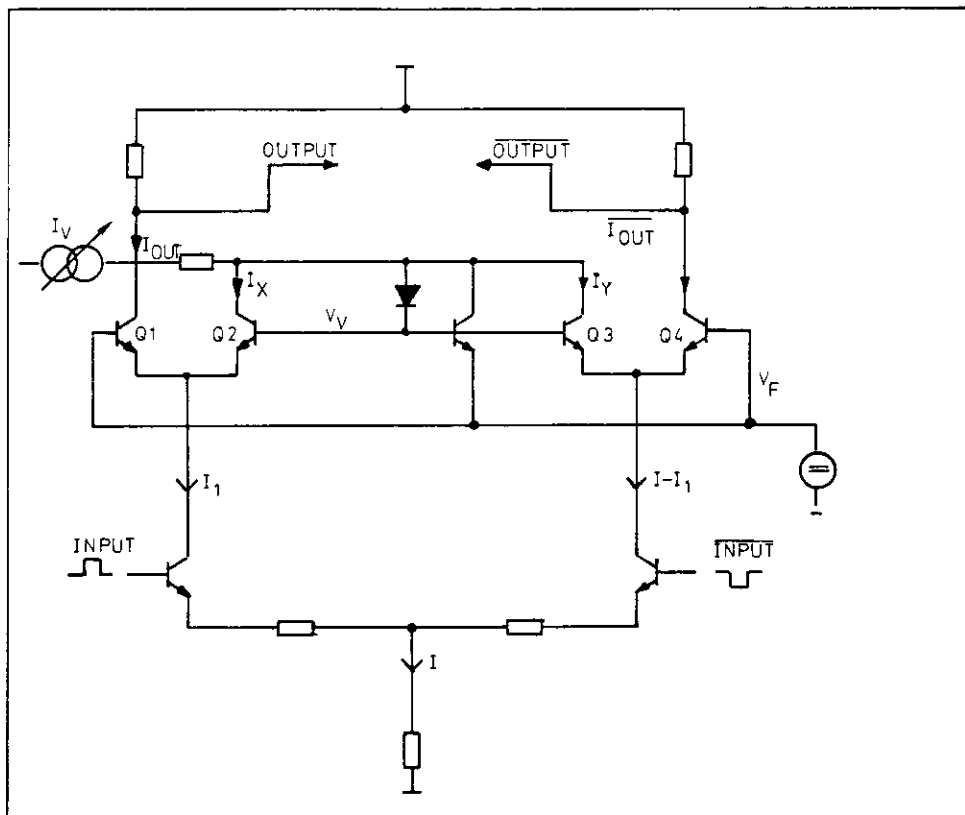 OUTPUT
OUTPUT
I_V
I_OUT
I_OUT
I_X
I_Y
V_V
Q1
Q2
Q3
Q4
V_F
I_1
I-I_1
INPUT
INPUT
I